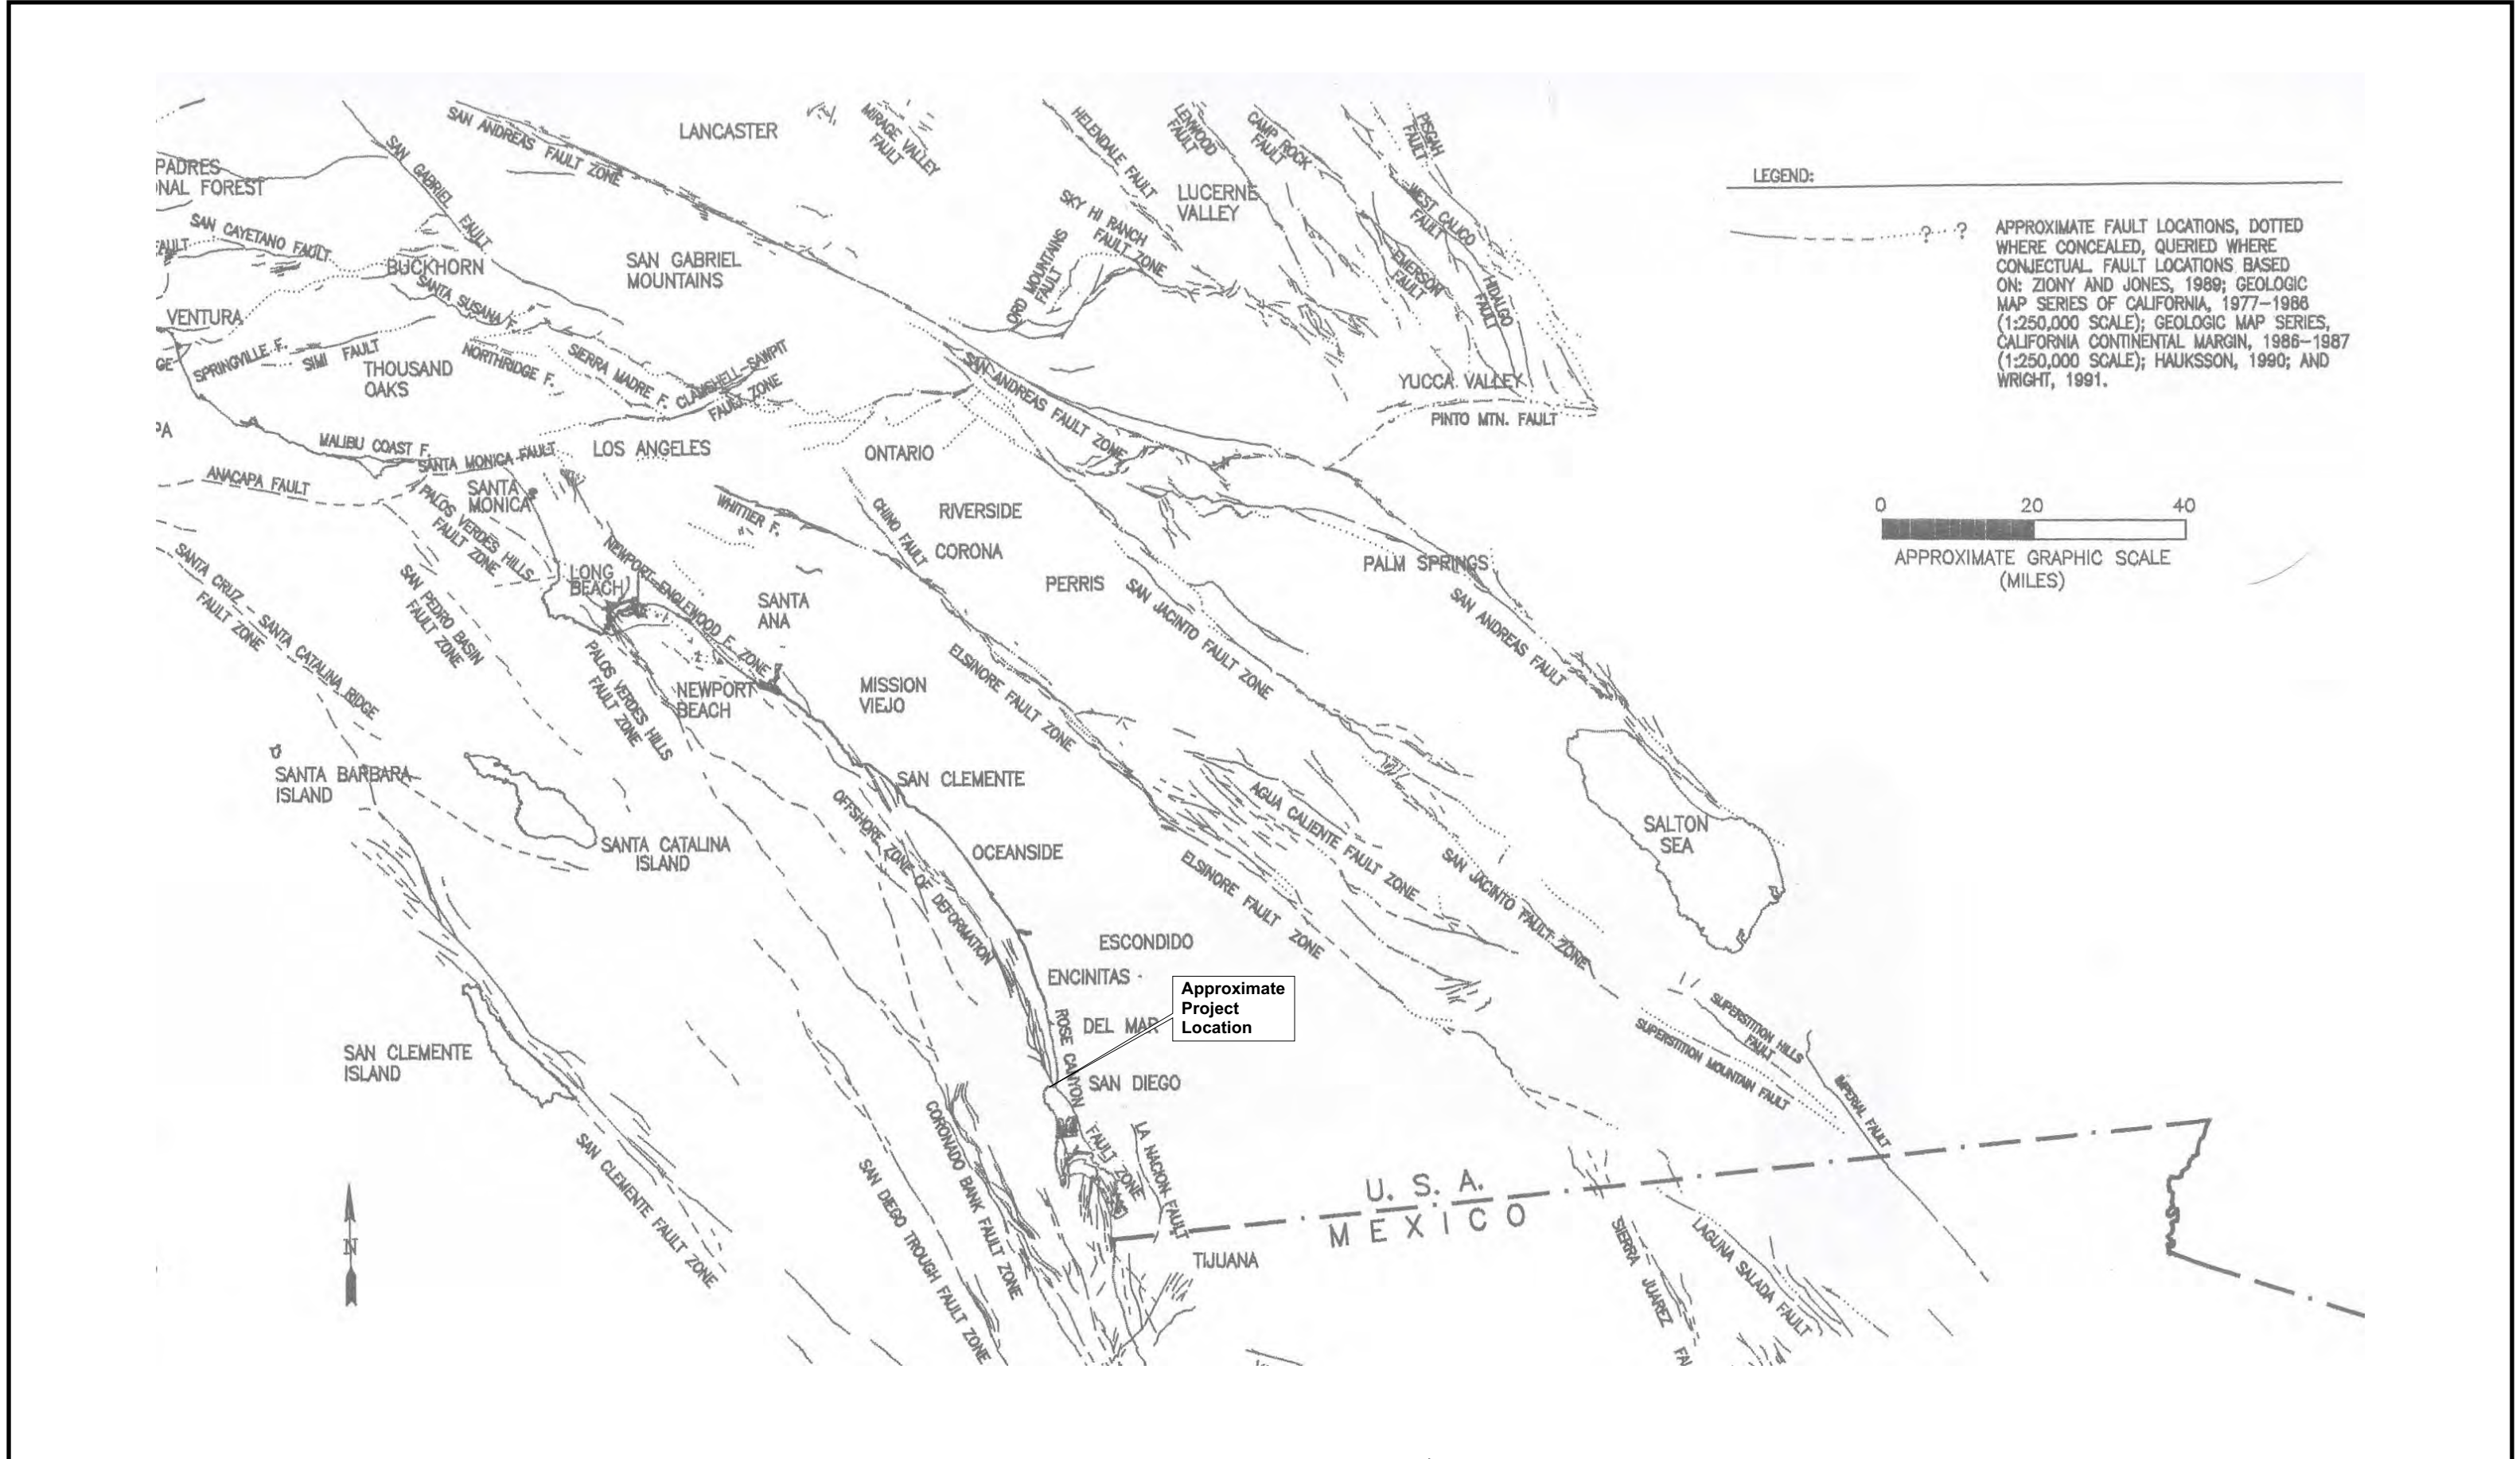 SAN ANDREAS FAULT ZONE
LANCASTER
MIRAGE VALLEY
FAULT
HELENDALE FAULT
LENWOOD
FAULT
CAMP ROCK
FAULT
PISGAH
FAULT
PADRES
ONAL FOREST
SAN GABRIEL FAULT
LUCERNE
VALLEY
WEST CALICO
FAULT
LEGEND:
? ?
APPROXIMATE FAULT LOCATIONS, DOTTED
WHERE CONCEALED, QUERIED WHERE
CONJECTUAL. FAULT LOCATIONS BASED
ON: ZIONY AND JONES, 1989; GEOLOGIC
MAP SERIES OF CALIFORNIA, 1977-1986
(1:250,000 SCALE); GEOLOGIC MAP SERIES,
CALIFORNIA CONTINENTAL MARGIN, 1986-1987
(1:250,000 SCALE); HAUKSSON, 1990; AND
WRIGHT, 1991.
SAN CAYETANO FAULT
FAULT
BUCKHORN
SAN GABRIEL
MOUNTAINS
SKY HI RANCH
FAULT ZONE
ORD MOUNTAINS
FAULT
EMERSON
FAULT
HIDALGO
FAULT
SANTA SUSANA F.
VENTURA
GE
SPRINGVILLE F.
SIMI FAULT
THOUSAND
OAKS
NORTHRIDGE F.
SIERRA MADRE F.
CLAMSHELL-SAWPIT
FAULT ZONE
SAN ANDREAS FAULT ZONE
YUCCA VALLEY
PINTO MTN. FAULT
PA
MALIBU COAST F.
SANTA MONICA FAULT
LOS ANGELES
ONTARIO
ANACAPA FAULT
SANTA
MONICA
PALOS VERDES HILLS
FAULT ZONE
WHITTIER F.
CHINO FAULT
RIVERSIDE
CORONA
0 20 40
APPROXIMATE GRAPHIC SCALE
(MILES)
SANTA CRUZ - SANTA CATALINA RIDGE
FAULT ZONE
SAN PEDRO BASIN
FAULT ZONE
LONG
BEACH
NEWPORT-ENGLEWOOD F. ZONE
SANTA
ANA
PERRIS
SAN JACINTO FAULT ZONE
PALM SPRINGS
SAN ANDREAS FAULT
PALOS VERDES HILLS
FAULT ZONE
NEWPORT
BEACH
MISSION
VIEJO
ELSINORE FAULT ZONE
SANTA BARBARA
ISLAND
SANTA CATALINA
ISLAND
SAN CLEMENTE
OFFSHORE ZONE OF DEFORMATION
OCEANSIDE
AGUA CALIENTE FAULT ZONE
ELSINORE FAULT ZONE
SAN JACINTO FAULT ZONE
SALTON
SEA
ESCONDIDO
ENCINITAS
Approximate
Project
Location
DEL MAR
ROSE CANYON FAULT ZONE
SAN DIEGO
SAN CLEMENTE
ISLAND
SUPERSTITION HILLS
FAULT
SUPERSTITION MOUNTAIN FAULT
IMPERIAL FAULT
SAN CLEMENTE FAULT ZONE
CORONADO BANK FAULT ZONE
SAN DIEGO TROUGH FAULT ZONE
LA NACION FAULT
N
U. S. A.
MEXICO
TIJUANA
SIERRA JUAREZ FA
LAGUNA SALADA FAULT